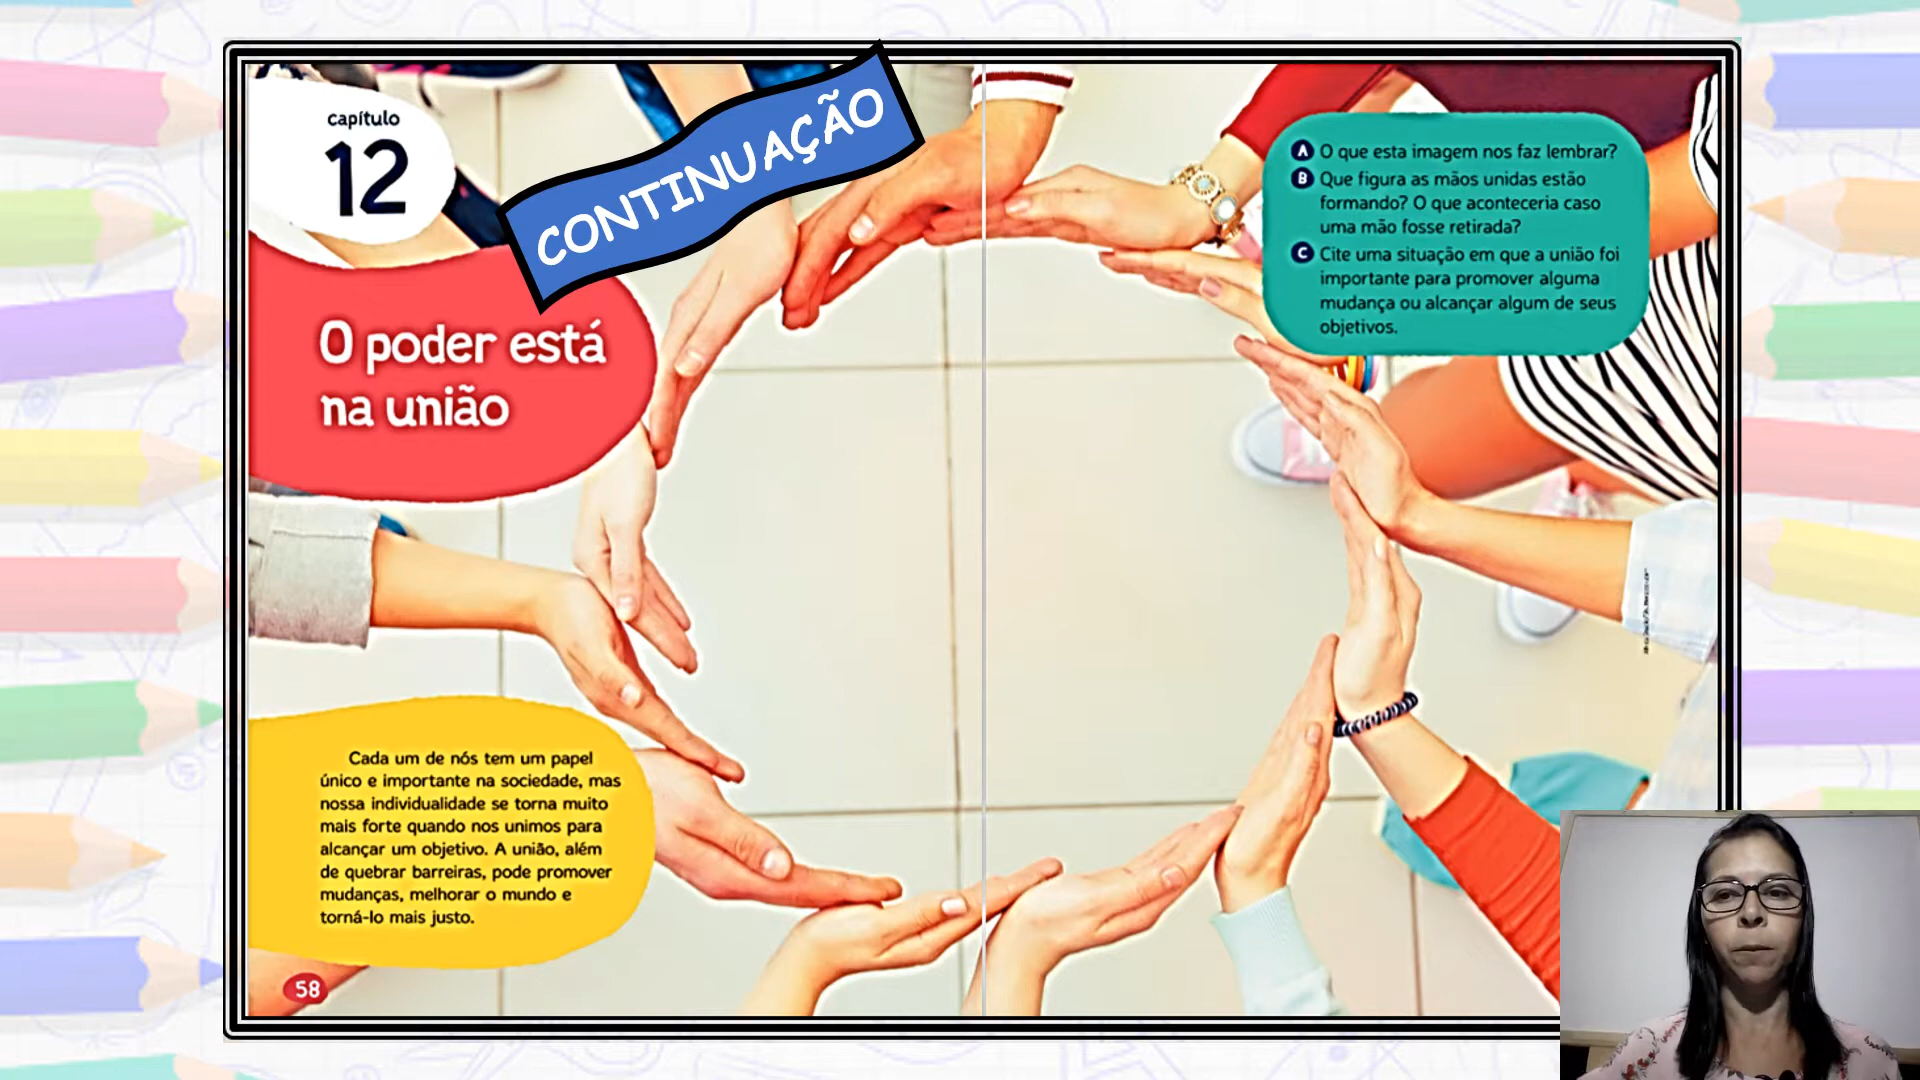 capítulo
12
CONTINUAÇÃO
O poder está
na união
A O que esta imagem nos faz lembrar?
B Que figura as mãos unidas estão
formando? O que aconteceria caso
uma mão fosse retirada?
C Cite uma situação em que a união foi
importante para promover alguma
mudança ou alcançar algum de seus
objetivos.
Cada um de nós tem um papel
único e importante na sociedade, mas
nossa individualidade se torna muito
mais forte quando nos unimos para
alcançar um objetivo. A união, além
de quebrar barreiras, pode promover
mudanças, melhorar o mundo e
torná-lo mais justo.
58